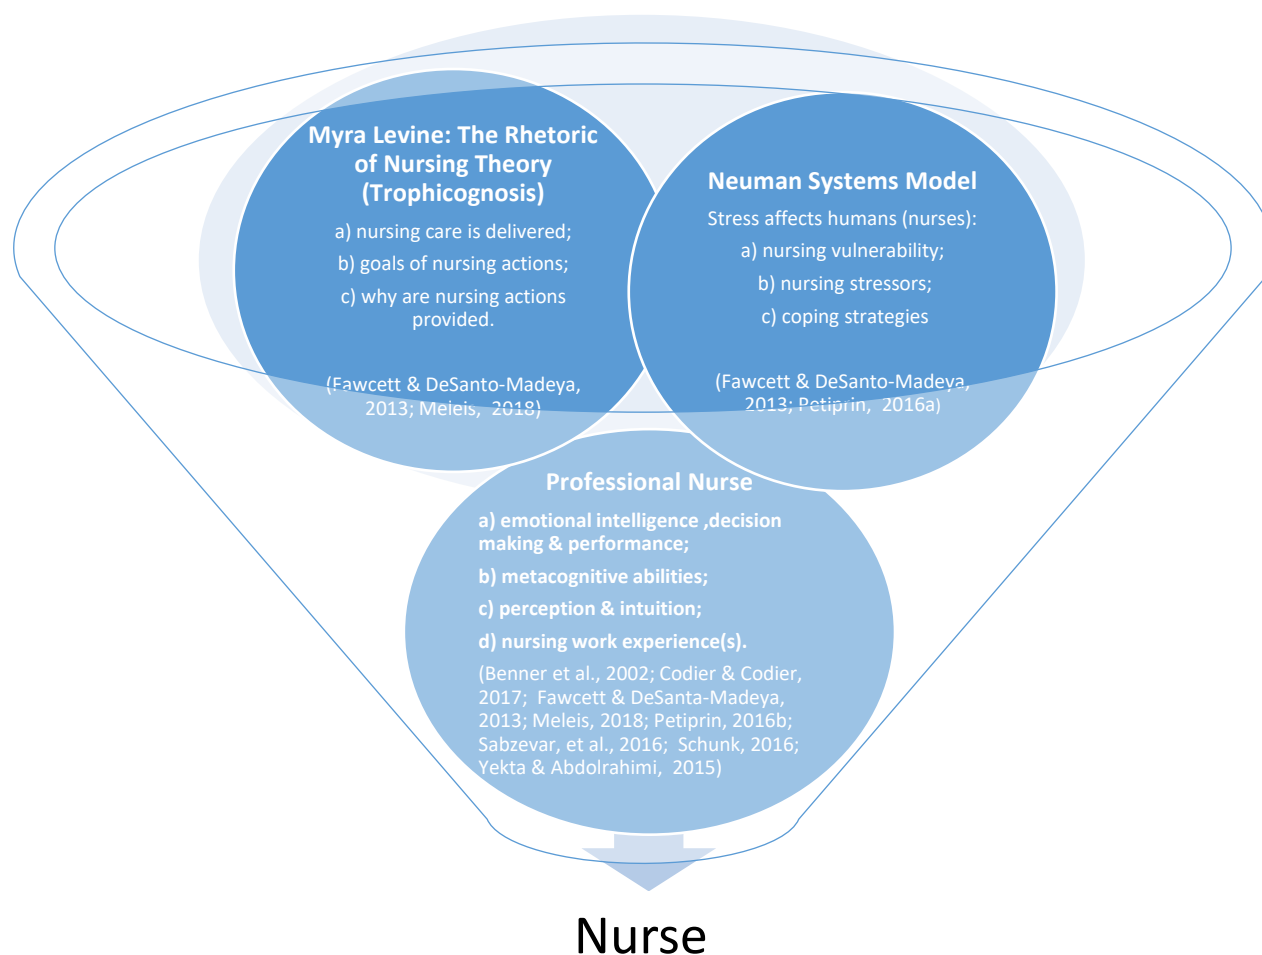 Myra Levine: The Rhetoric
of Nursing Theory
(Trophicognosis)
a) nursing care is delivered;
b) goals of nursing actions;
c) why are nursing actions
provided.
(Fawcett & DeSanto-Madeya,
2013; Meleis, 2018)
Neuman Systems Model
Stress affects humans (nurses):
a) nursing vulnerability;
b) nursing stressors;
c) coping strategies
(Fawcett & DeSanto-Madeya,
2013; Petiprin, 2016a)
Professional Nurse
a) emotional intelligence ,decision
making & performance;
b) metacognitive abilities;
c) perception & intuition;
d) nursing work experience(s).
(Benner et al., 2002; Codier & Codier,
2017; Fawcett & DeSanta-Madeya,
2013; Meleis, 2018; Petiprin, 2016b;
Sabzevar, et al., 2016; Schunk, 2016;
Yekta & Abdolrahimi, 2015)
Nurse